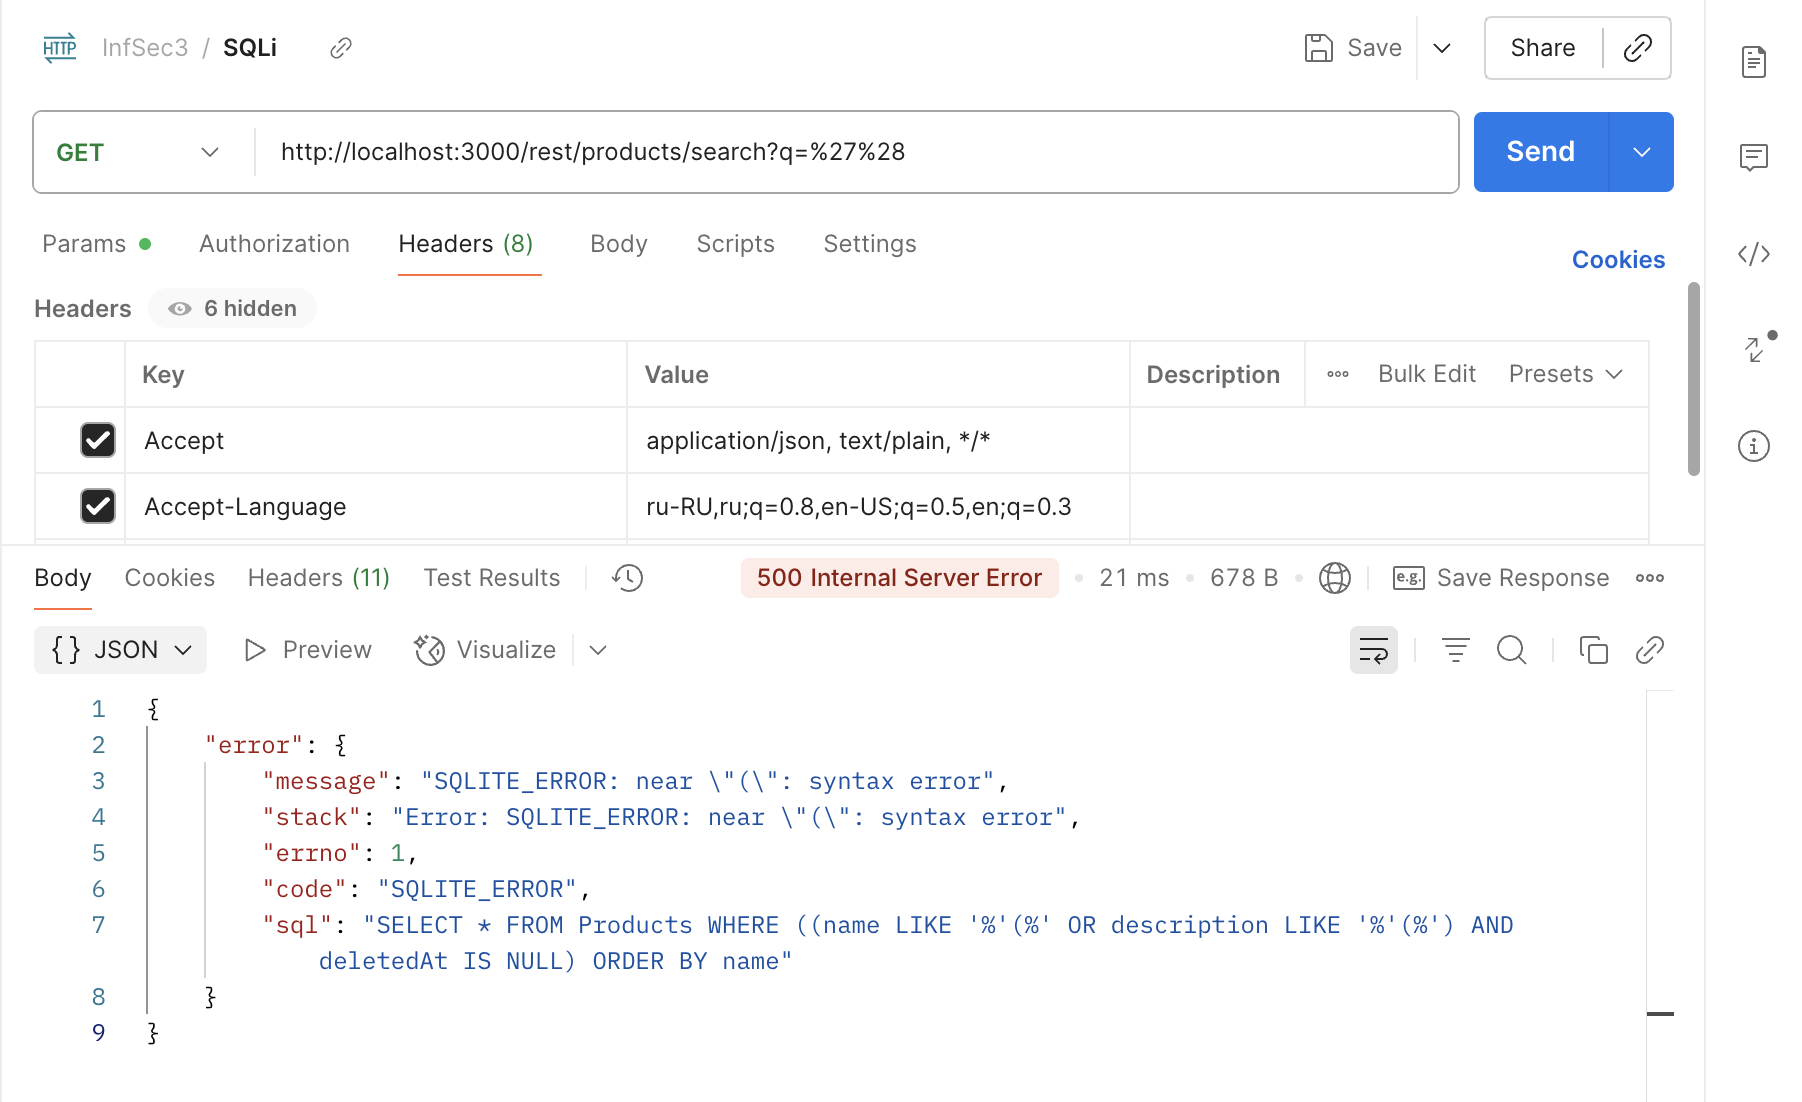 HTTP InfSec3 / SQLi Save Share
GET http://localhost:3000/rest/products/search?q=%27%28 Send
Params Authorization Headers (8) Body Scripts Settings Cookies
Headers 6 hidden
Key Value Description Bulk Edit Presets
Accept application/json, text/plain, */*
Accept-Language ru-RU,ru;q=0.8,en-US;q=0.5,en;q=0.3
Body Cookies Headers (11) Test Results 500 Internal Server Error 21 ms 678 B e.g. Save Response
{} JSON Preview Visualize
1 {
2 "error": {
3 "message": "SQLITE_ERROR: near \"(\": syntax error",
4 "stack": "Error: SQLITE_ERROR: near \"(\": syntax error",
5 "errno": 1,
6 "code": "SQLITE_ERROR",
7 "sql": "SELECT * FROM Products WHERE ((name LIKE '%'(%' OR description LIKE '%'(%') AND
deletedAt IS NULL) ORDER BY name"
8 }
9 }